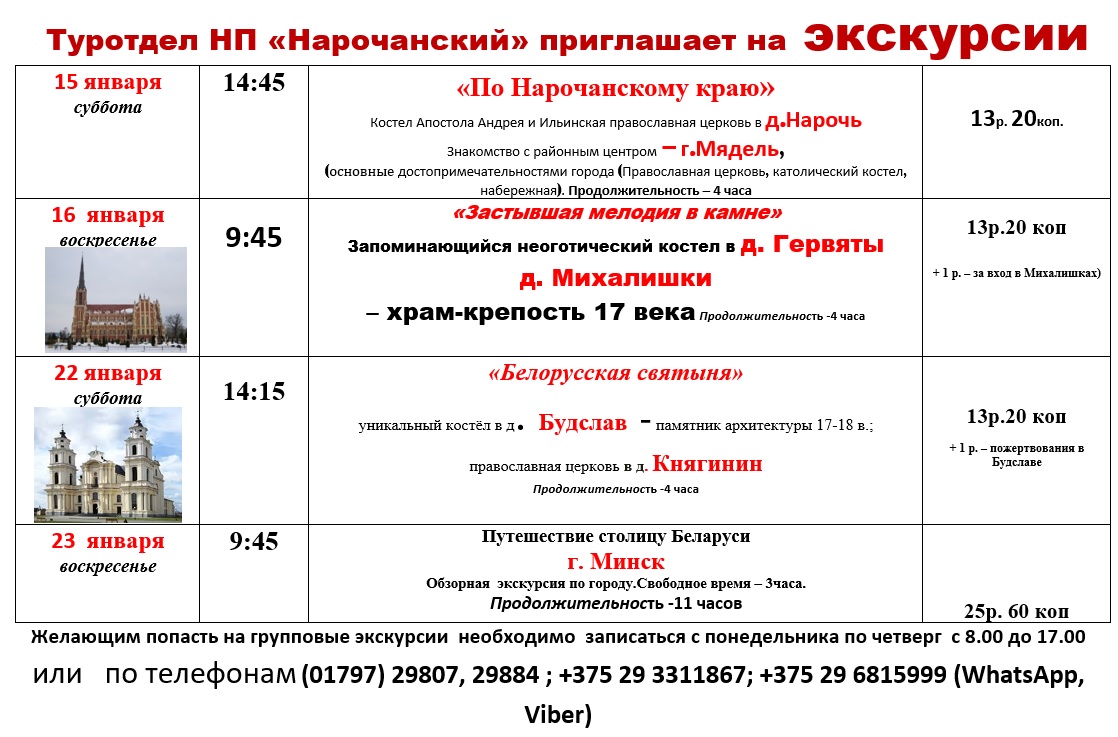 Туротдел НП «Нарочанский» приглашает на экскурсии
15 января
суббота
14:45
«По Нарочанскому краю»
Костел Апостола Андрея и Ильинская православная церковь в д.Нарочь
Знакомство с районным центром – г.Мядель,
(основные достопримечательностями города (Православная церковь, католический костел,
набережная). Продолжительность – 4 часа
13р. 20коп.
16 января
воскресенье
9:45
«Застывшая мелодия в камне»
Запоминающийся неоготический костел в д. Гервяты
д. Михалишки
– храм-крепость 17 века Продолжительность -4 часа
13р.20 коп
+ 1 р. – за вход в Михалишках)
22 января
суббота
14:15
«Белорусская святыня»
уникальный костёл в д. Будслав – памятник архитектуры 17-18 в.;
православная церковь в д. Княгинин
Продолжительность -4 часа
13р.20 коп
+ 1 р. – пожертвования в
Будславе
23 января
воскресенье
9:45
Путешествие столицу Беларуси
г. Минск
Обзорная экскурсия по городу.Свободное время – 3часа.
Продолжительность -11 часов
25р. 60 коп
Желающим попасть на групповые экскурсии необходимо записаться с понедельника по четверг с 8.00 до 17.00
или по телефонам (01797) 29807, 29884 ; +375 29 3311867; +375 29 6815999 (WhatsApp,
Viber)